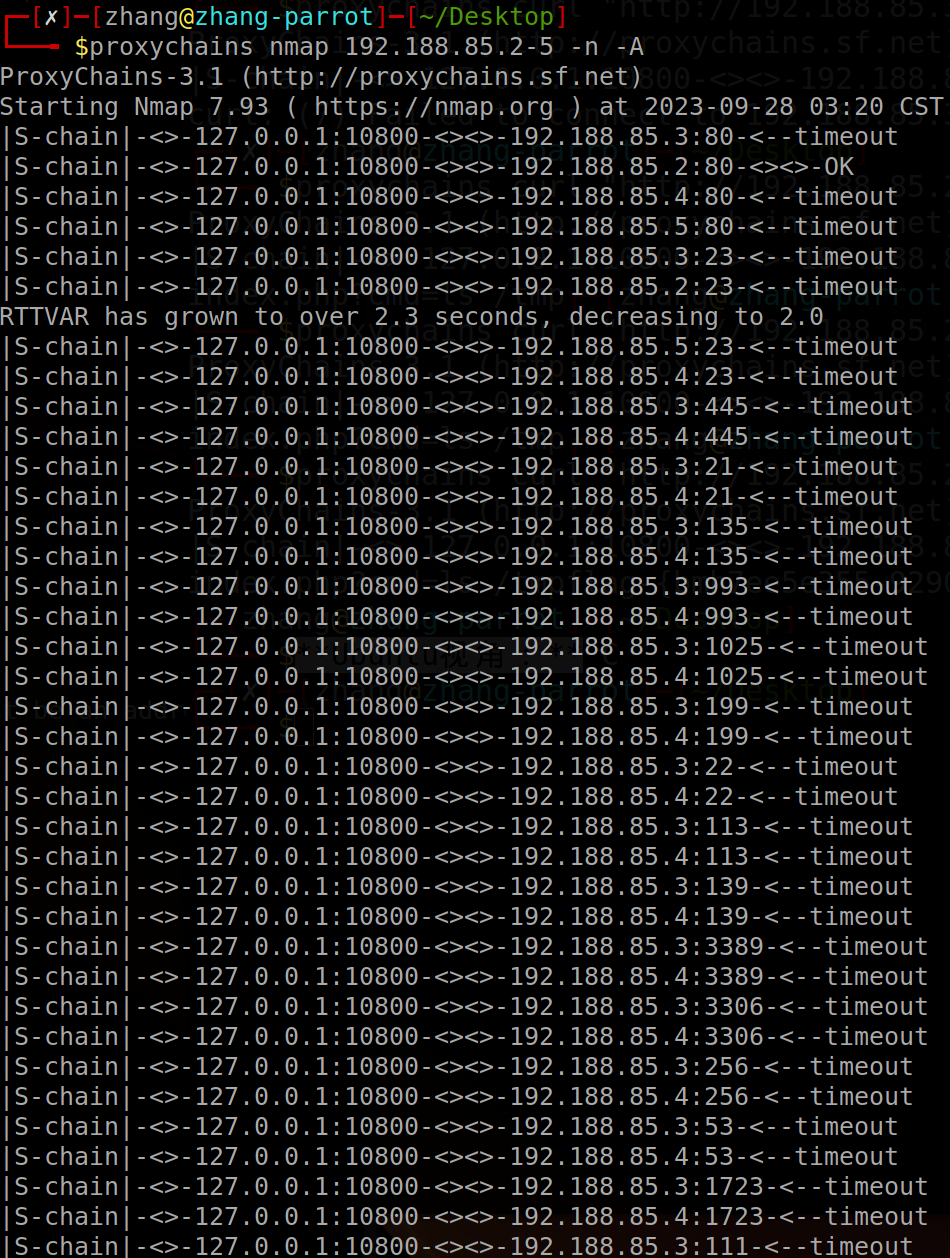 ┌─[✗]─[zhang@zhang-parrot]─[~/Desktop]
└──╼ $proxychains nmap 192.188.85.2-5 -n -A
ProxyChains-3.1 (http://proxychains.sf.net)
Starting Nmap 7.93 ( https://nmap.org ) at 2023-09-28 03:20 CST
|S-chain|-<>-127.0.0.1:10800-<><>-192.188.85.3:80-<--timeout
|S-chain|-<>-127.0.0.1:10800-<><>-192.188.85.2:80-<><>-OK
|S-chain|-<>-127.0.0.1:10800-<><>-192.188.85.4:80-<--timeout
|S-chain|-<>-127.0.0.1:10800-<><>-192.188.85.5:80-<--timeout
|S-chain|-<>-127.0.0.1:10800-<><>-192.188.85.3:23-<--timeout
|S-chain|-<>-127.0.0.1:10800-<><>-192.188.85.2:23-<--timeout
RTTVAR has grown to over 2.3 seconds, decreasing to 2.0
|S-chain|-<>-127.0.0.1:10800-<><>-192.188.85.5:23-<--timeout
|S-chain|-<>-127.0.0.1:10800-<><>-192.188.85.4:23-<--timeout
|S-chain|-<>-127.0.0.1:10800-<><>-192.188.85.3:445-<--timeout
|S-chain|-<>-127.0.0.1:10800-<><>-192.188.85.4:445-<--timeout
|S-chain|-<>-127.0.0.1:10800-<><>-192.188.85.3:21-<--timeout
|S-chain|-<>-127.0.0.1:10800-<><>-192.188.85.4:21-<--timeout
|S-chain|-<>-127.0.0.1:10800-<><>-192.188.85.3:135-<--timeout
|S-chain|-<>-127.0.0.1:10800-<><>-192.188.85.4:135-<--timeout
|S-chain|-<>-127.0.0.1:10800-<><>-192.188.85.3:993-<--timeout
|S-chain|-<>-127.0.0.1:10800-<><>-192.188.85.4:993-<--timeout
|S-chain|-<>-127.0.0.1:10800-<><>-192.188.85.3:1025-<--timeout
|S-chain|-<>-127.0.0.1:10800-<><>-192.188.85.4:1025-<--timeout
|S-chain|-<>-127.0.0.1:10800-<><>-192.188.85.3:199-<--timeout
|S-chain|-<>-127.0.0.1:10800-<><>-192.188.85.4:199-<--timeout
|S-chain|-<>-127.0.0.1:10800-<><>-192.188.85.3:22-<--timeout
|S-chain|-<>-127.0.0.1:10800-<><>-192.188.85.4:22-<--timeout
|S-chain|-<>-127.0.0.1:10800-<><>-192.188.85.3:113-<--timeout
|S-chain|-<>-127.0.0.1:10800-<><>-192.188.85.4:113-<--timeout
|S-chain|-<>-127.0.0.1:10800-<><>-192.188.85.3:139-<--timeout
|S-chain|-<>-127.0.0.1:10800-<><>-192.188.85.4:139-<--timeout
|S-chain|-<>-127.0.0.1:10800-<><>-192.188.85.3:3389-<--timeout
|S-chain|-<>-127.0.0.1:10800-<><>-192.188.85.4:3389-<--timeout
|S-chain|-<>-127.0.0.1:10800-<><>-192.188.85.3:3306-<--timeout
|S-chain|-<>-127.0.0.1:10800-<><>-192.188.85.4:3306-<--timeout
|S-chain|-<>-127.0.0.1:10800-<><>-192.188.85.3:256-<--timeout
|S-chain|-<>-127.0.0.1:10800-<><>-192.188.85.4:256-<--timeout
|S-chain|-<>-127.0.0.1:10800-<><>-192.188.85.3:53-<--timeout
|S-chain|-<>-127.0.0.1:10800-<><>-192.188.85.4:53-<--timeout
|S-chain|-<>-127.0.0.1:10800-<><>-192.188.85.3:1723-<--timeout
|S-chain|-<>-127.0.0.1:10800-<><>-192.188.85.4:1723-<--timeout
|S-chain|-<>-127.0.0.1:10800-<><>-192.188.85.3:111-<--timeout